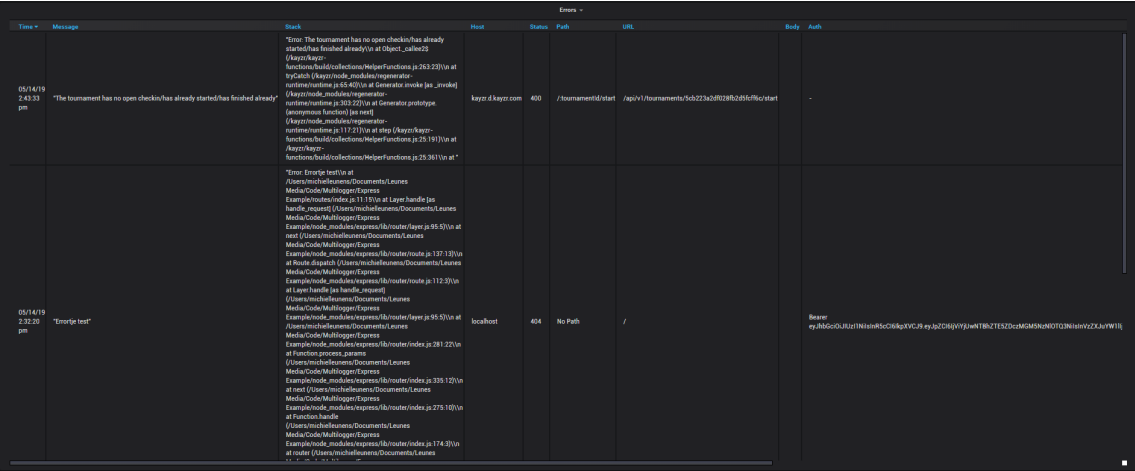 Errors
Time Message Stack Host Status Path URL Body Auth
"Error: The tournament has no open checkin/has already
started/has finished already\\n at Object._callee2$
(/kayzr/kayzr-
functions/build/collections/HelperFunctions.js:263:23)\\n at
tryCatch (/kayzr/node_modules/regenerator-
runtime/runtime.js:65:40)\\n at Generator.invoke [as _invoke]
(/kayzr/node_modules/regenerator-
05/14/19
2:43:33
pm
"The tournament has no open checkin/has already started/has finished already"
runtime/runtime.js:303:22)\\n at Generator.prototype.
kayzr.d.kayzr.com 400 /:tournamentId/start /api/v1/tournaments/5cb223a2df028fb2d5fcff6c/start -
(anonymous function) [as next]
(/kayzr/node_modules/regenerator-
runtime/runtime.js:117:21)\\n at step (/kayzr/kayzr-
functions/build/collections/HelperFunctions.js:25:191)\\n at
/kayzr/kayzr-
functions/build/collections/HelperFunctions.js:25:361\\n at "
"Error: Errortje test\\n at
/Users/michielleunens/Documents/Leunes
Media/Code/Multilogger/Express
Example/routes/index.js:11:15\\n at Layer.handle [as
handle_request] (/Users/michielleunens/Documents/Leunes
Media/Code/Multilogger/Express
Example/node_modules/express/lib/router/layer.js:95:5)\\n at
next (/Users/michielleunens/Documents/Leunes
Media/Code/Multilogger/Express
Example/node_modules/express/lib/router/route.js:137:13)\\n
at Route.dispatch (/Users/michielleunens/Documents/Leunes
Media/Code/Multilogger/Express
Example/node_modules/express/lib/router/route.js:112:3)\\n
at Layer.handle [as handle_request]
(/Users/michielleunens/Documents/Leunes
Media/Code/Multilogger/Express
05/14/19
2:32:20
pm
"Errortje test"
Example/node_modules/express/lib/router/layer.js:95:5)\\n at
/Users/michielleunens/Documents/Leunes
localhost 404 No Path /
Bearer
Media/Code/Multilogger/Express
Example/node_modules/express/lib/router/index.js:281:22\\n
at Function.process_params
(/Users/michielleunens/Documents/Leunes
Media/Code/Multilogger/Express
Example/node_modules/express/lib/router/index.js:335:12)\\n
at next (/Users/michielleunens/Documents/Leunes
Media/Code/Multilogger/Express
Example/node_modules/express/lib/router/index.js:275:10)\\n
at Function.handle
(/Users/michielleunens/Documents/Leunes
Media/Code/Multilogger/Express
Example/node_modules/express/lib/router/index.js:174:3)\\n
at router (/Users/michielleunens/Documents/Leunes